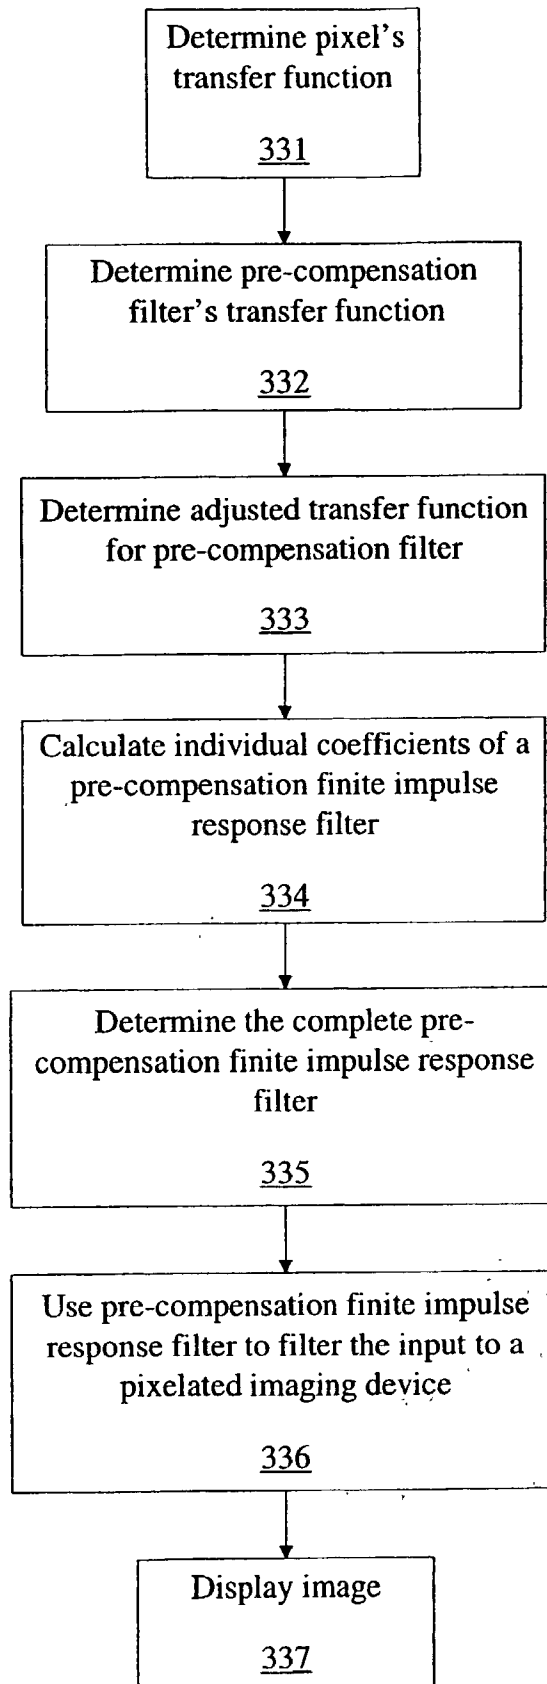 Determine pixel's
transfer function
331
Determine pre-compensation
filter's transfer function
332
Determine adjusted transfer function
for pre-compensation filter
333
Calculate individual coefficients of a
pre-compensation finite impulse
response filter
334
Determine the complete pre-
compensation finite impulse response
filter
335
Use pre-compensation finite impulse
response filter to filter the input to a
pixelated imaging device
336
Display image
337